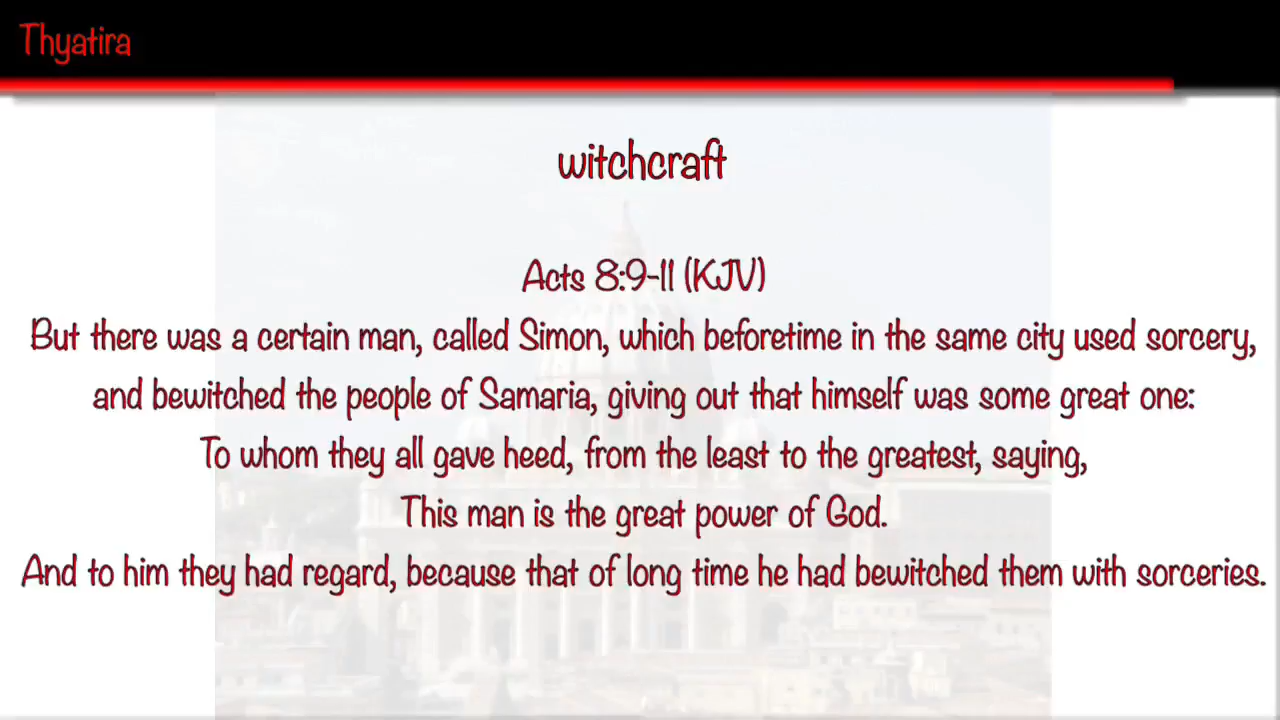 Thyatira
witchcraft
Acts 8:9-11 (KJV)
But there was a certain man, called Simon, which beforetime in the same city used sorcery,
and bewitched the people of Samaria, giving out that himself was some great one:
To whom they all gave heed, from the least to the greatest, saying,
This man is the great power of God.
And to him they had regard, because that of long time he had bewitched them with sorceries.